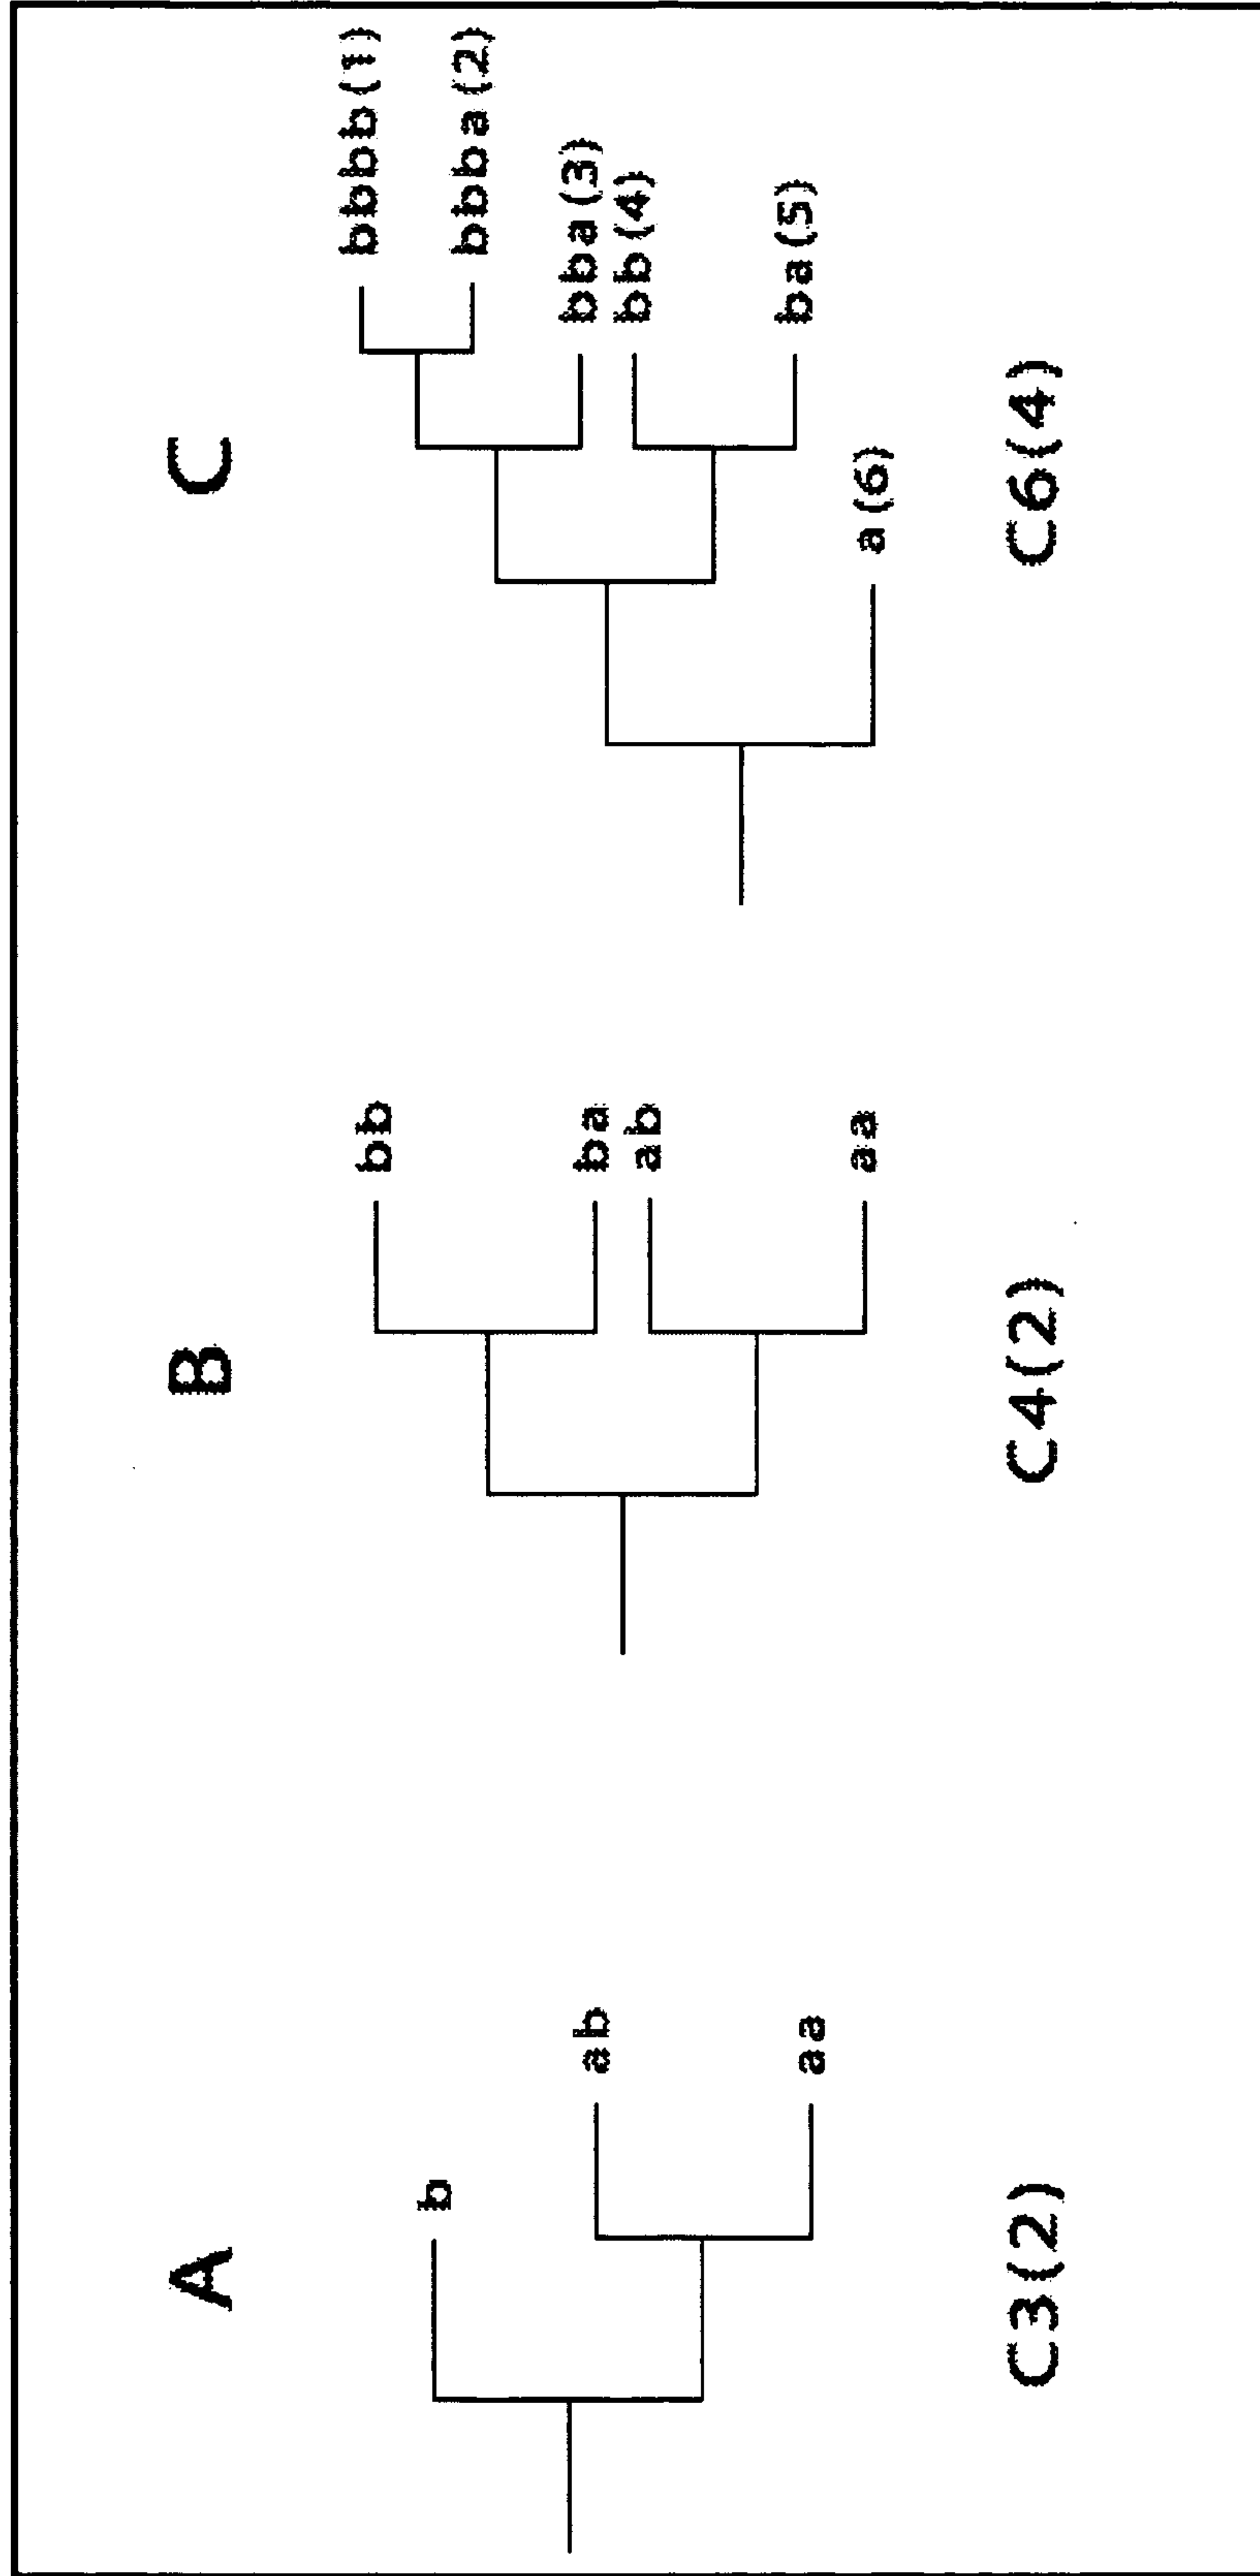 A
b
ab
aa
C3(2)
B
bb
ba
ab
aa
C4(2)
C
bbbb(1)
bbba(2)
bba(3)
bb(4)
ba(5)
a(6)
C6(4)